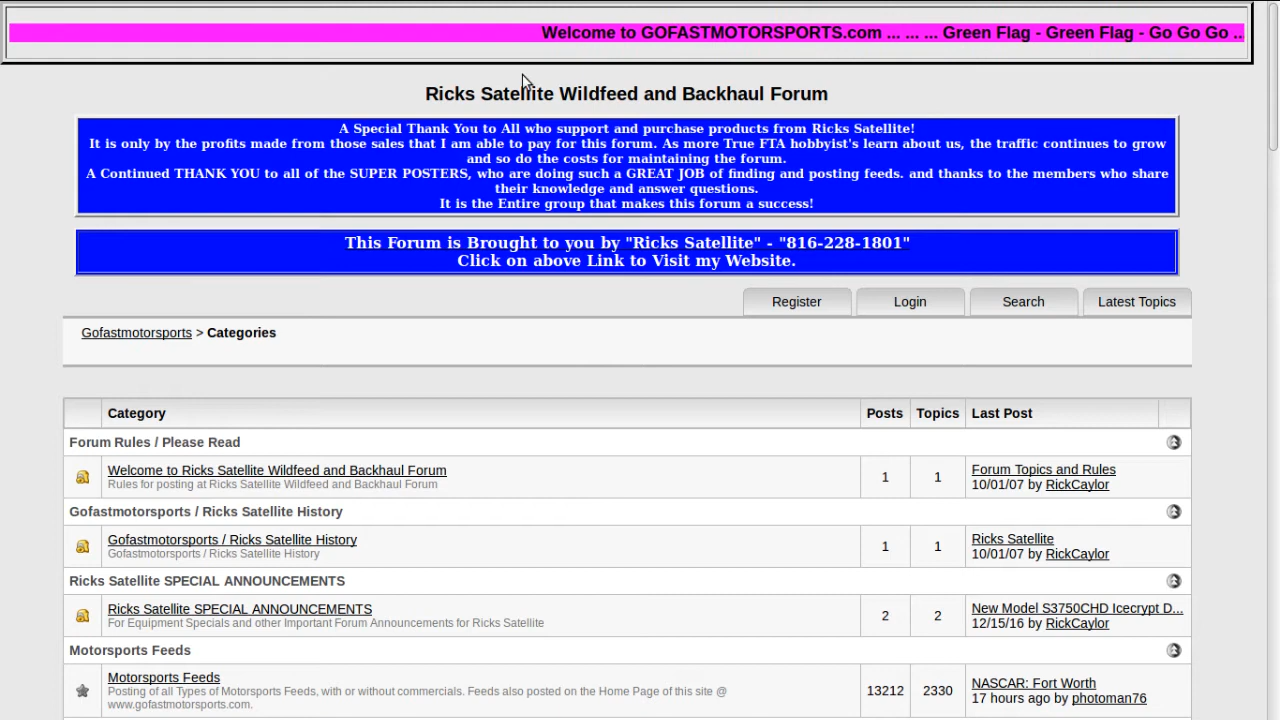 Welcome to GOFASTMOTORSPORTS.com ... ... ... Green Flag - Green Flag - Go Go Go ..
Ricks Satellite Wildfeed and Backhaul Forum
A Special Thank You to All who support and purchase products from Ricks Satellite!
It is only by the profits made from those sales that I am able to pay for this forum. As more True FTA hobbyist's learn about us, the traffic continues to grow
and so do the costs for maintaining the forum.
A Continued THANK YOU to all of the SUPER POSTERS, who are doing such a GREAT JOB of finding and posting feeds. and thanks to the members who share
their knowledge and answer questions.
It is the Entire group that makes this forum a success!
This Forum is Brought to you by "Ricks Satellite" - "816-228-1801"
Click on above Link to Visit my Website.
Register Login Search Latest Topics
Gofastmotorsports > Categories
Category Posts Topics Last Post
Forum Rules / Please Read
Welcome to Ricks Satellite Wildfeed and Backhaul Forum
Rules for posting at Ricks Satellite Wildfeed and Backhaul Forum
1 1
Forum Topics and Rules
10/01/07 by RickCaylor
Gofastmotorsports / Ricks Satellite History
Gofastmotorsports / Ricks Satellite History
Gofastmotorsports / Ricks Satellite History
1 1
Ricks Satellite
10/01/07 by RickCaylor
Ricks Satellite SPECIAL ANNOUNCEMENTS
Ricks Satellite SPECIAL ANNOUNCEMENTS
For Equipment Specials and other Important Forum Announcements for Ricks Satellite
2 2
New Model S3750CHD Icecrypt D...
12/15/16 by RickCaylor
Motorsports Feeds
Motorsports Feeds
Posting of all Types of Motorsports Feeds, with or without commercials. Feeds also posted on the Home Page of this site @
www.gofastmotorsports.com.
13212 2330
NASCAR: Fort Worth
17 hours ago by photoman76